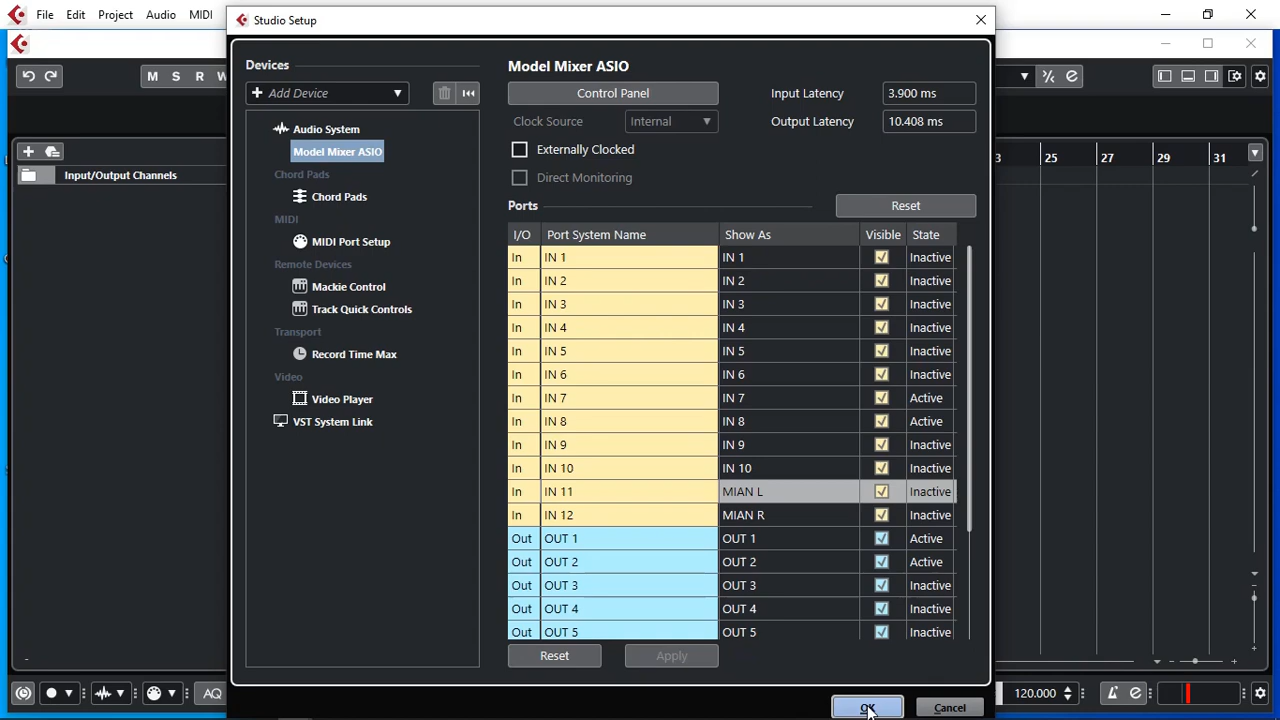 File Edit Project Audio MIDI
Studio Setup
M S R W
Devices
Add Device
Audio System
Model Mixer ASIO
Chord Pads
Chord Pads
MIDI
MIDI Port Setup
Remote Devices
Mackie Control
Track Quick Controls
Transport
Record Time Max
Video
Video Player
VST System Link
Input/Output Channels
Model Mixer ASIO
Control Panel
Input Latency 3.900 ms
Clock Source Internal
Output Latency 10.408 ms
Externally Clocked
Direct Monitoring
Ports
Reset
I/O Port System Name Show As Visible State
In IN 1 IN 1 Inactive
In IN 2 IN 2 Inactive
In IN 3 IN 3 Inactive
In IN 4 IN 4 Inactive
In IN 5 IN 5 Inactive
In IN 6 IN 6 Inactive
In IN 7 IN 7 Active
In IN 8 IN 8 Active
In IN 9 IN 9 Inactive
In IN 10 IN 10 Inactive
In IN 11 MIAN L Inactive
In IN 12 MIAN R Inactive
Out OUT 1 OUT 1 Active
Out OUT 2 OUT 2 Active
Out OUT 3 OUT 3 Inactive
Out OUT 4 OUT 4 Inactive
Out OUT 5 OUT 5 Inactive
Reset Apply
OK Cancel
25 27 29 31
AQ
120.000